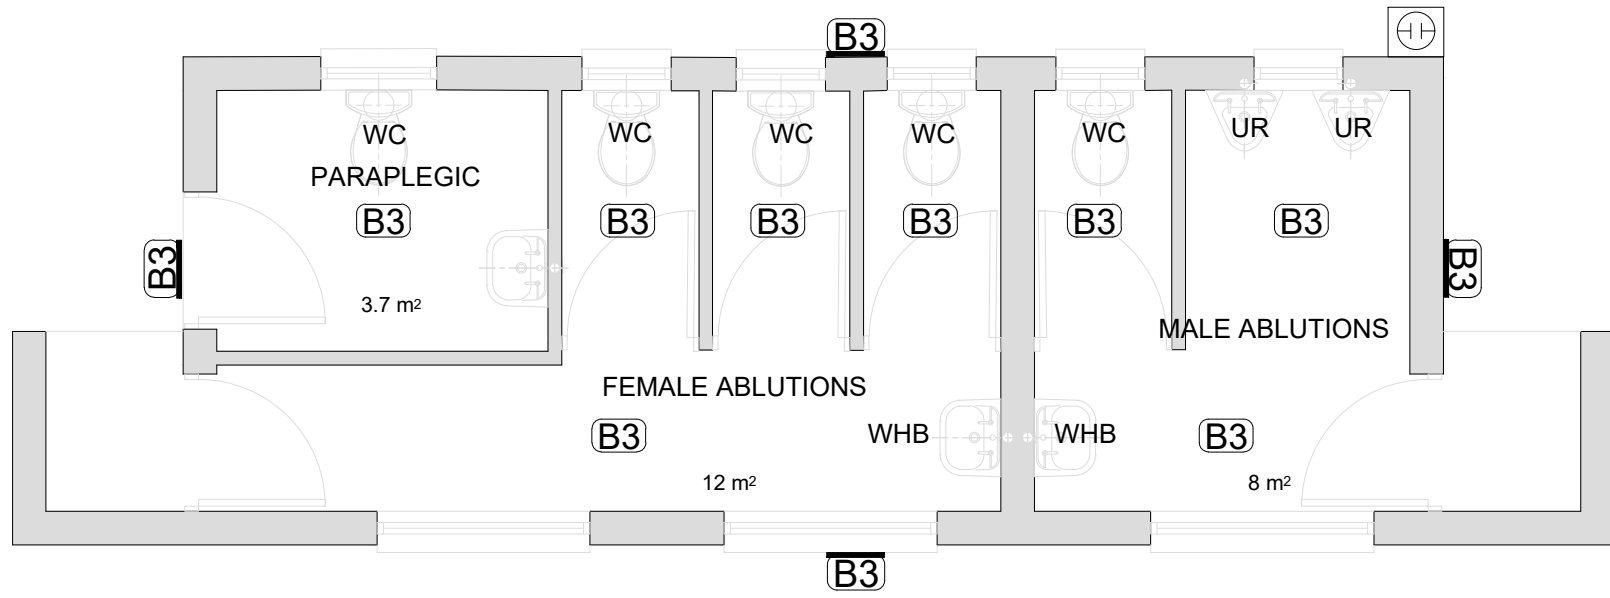 B3
WC
WC
WC
WC
WC
UR
UR
PARAPLEGIC
B3
B3
B3
B3
B3
B3
B3
B3
3.7 m²
MALE ABLUTIONS
FEMALE ABLUTIONS
B3
WHB
WHB
B3
12 m²
8 m²
B3